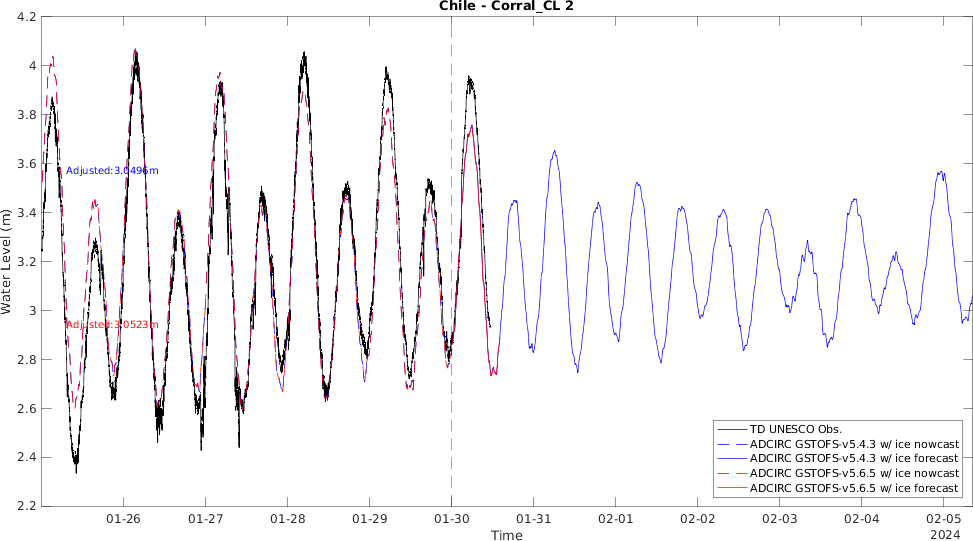 Chile - Corral_CL 2
Water Level (m)
4.2
4
3.8
3.6
3.4
3.2
3
2.8
2.6
2.4
2.2
Adjusted:3.0496m
Adjusted:3.0523m
TD UNESCO Obs.
ADCIRC GSTOFS-v5.4.3 w/ ice nowcast
ADCIRC GSTOFS-v5.4.3 w/ ice forecast
ADCIRC GSTOFS-v5.6.5 w/ ice nowcast
ADCIRC GSTOFS-v5.6.5 w/ ice forecast
01-26 01-27 01-28 01-29 01-30 01-31 02-01 02-02 02-03 02-04 02-05
Time
2024